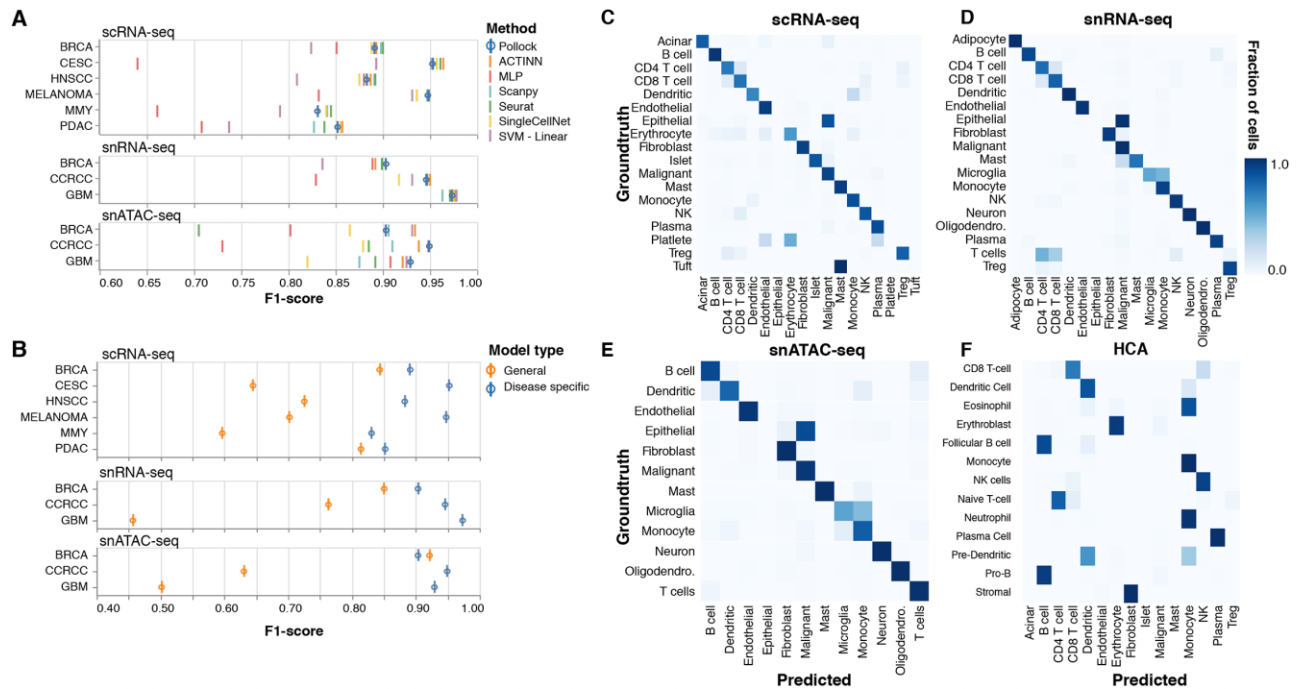 A
scRNA-seq
BRCA
CESC
HNSCC
MELANOMA
MMY
PDAC
snRNA-seq
BRCA
CCRCC
GBM
snATAC-seq
BRCA
CCRCC
GBM
0.60 0.65 0.70 0.75 0.80 0.85 0.90 0.95 1.00
F1-score
Method
Pollock
ACTINN
MLP
Scanpy
Seurat
SingleCellNet
SVM - Linear
B
scRNA-seq
BRCA
CESC
HNSCC
MELANOMA
MMY
PDAC
snRNA-seq
BRCA
CCRCC
GBM
snATAC-seq
BRCA
CCRCC
GBM
0.40 0.50 0.60 0.70 0.80 0.90 1.00
F1-score
Model type
General
Disease specific
C
scRNA-seq
Groundtruth
Acinar
B cell
CD4 T cell
CD8 T cell
Dendritic
Endothelial
Epithelial
Erythrocyte
Fibroblast
Islet
Malignant
Mast
Monocyte
NK
Plasma
Platlete
Treg
Tuft
Acinar
B cell
CD4 T cell
CD8 T cell
Dendritic
Endothelial
Epithelial
Erythrocyte
Fibroblast
Islet
Malignant
Mast
Monocyte
NK
Plasma
Platlete
Treg
Tuft
D
snRNA-seq
Adipocyte
B cell
CD4 T cell
CD8 T cell
Dendritic
Endothelial
Epithelial
Fibroblast
Malignant
Mast
Microglia
Monocyte
NK
Neuron
Oligodendro.
Plasma
T cells
Treg
Adipocyte
B cell
CD4 T cell
CD8 T cell
Dendritic
Endothelial
Epithelial
Fibroblast
Malignant
Mast
Microglia
Monocyte
NK
Neuron
Oligodendro.
Plasma
Treg
Fraction
of cells
1.0
0.0
E
snATAC-seq
Groundtruth
B cell
Dendritic
Endothelial
Epithelial
Fibroblast
Malignant
Mast
Microglia
Monocyte
Neuron
Oligodendro.
T cells
B cell
Dendritic
Endothelial
Epithelial
Fibroblast
Malignant
Mast
Microglia
Monocyte
Neuron
Oligodendro.
T cells
Predicted
F
HCA
CD8 T-cell
Dendritic Cell
Eosinophil
Erythroblast
Follicular B cell
Monocyte
NK cells
Naive T-cell
Neutrophil
Plasma Cell
Pre-Dendritic
Pro-B
Stromal
Acinar
B cell
CD4 T cell
CD8 T cell
Dendritic
Endothelial
Erythrocyte
Fibroblast
Islet
Malignant
Mast
Monocyte
NK
Plasma
Treg
Predicted